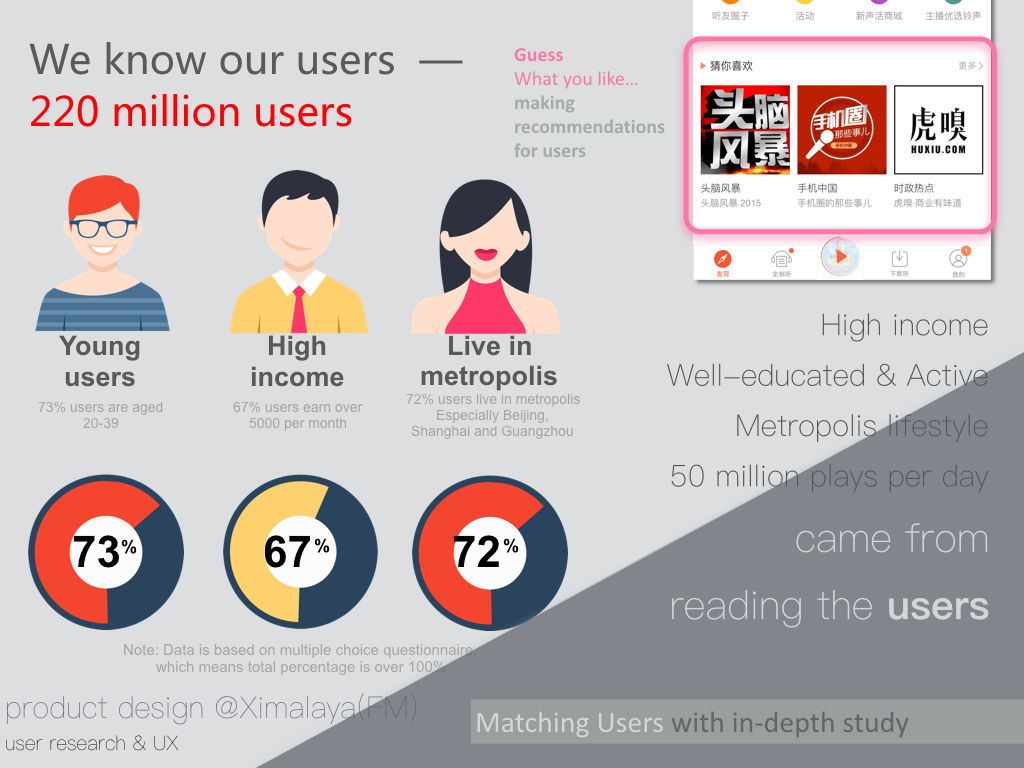 We know our users —
220 million users
Guess
What you like...
making
recommendations
for users
听友圈子 活动 新声活商城 主播优选铃声
猜你喜欢 更多
头脑
风暴
手机圈
那些事儿
手机中国
虎嗅
HUXIU.COM
头脑风暴 手机中国 时政热点
头脑风暴 2015 手机圈的那些事儿 虎嗅·商业有味道
1
发现 定制听 下载听 我的
Young
users
73% users are aged
20-39
High
income
67% users earn over
5000 per month
Live in
metropolis
72% users live in metropolis
Especially Beijing,
Shanghai and Guangzhou
High income
Well-educated & Active
Metropolis lifestyle
50 million plays per day
came from
reading the users
73% 67% 72%
Note: Data is based on multiple choice questionnaire,
which means total percentage is over 100%.
product design @Ximalaya(FM)
user research & UX
Matching Users with in-depth study